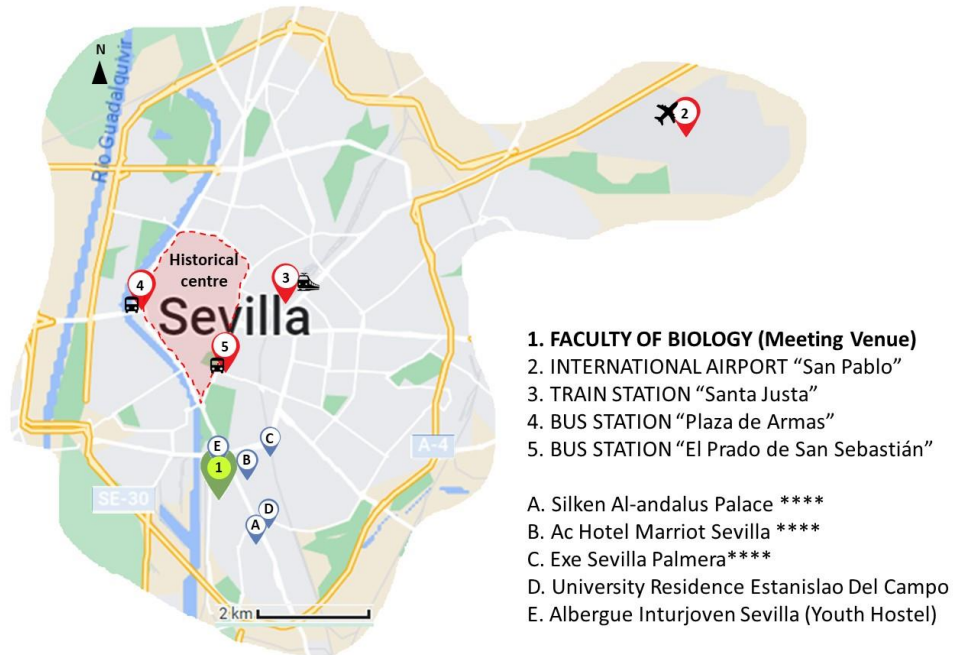 N
Río Guadalquivir
2
Historical
centre
3
4
Sevilla
5
C
E
B
1
A-4
SE-30
D
A
2 km
1. FACULTY OF BIOLOGY (Meeting Venue)
2. INTERNATIONAL AIRPORT “San Pablo”
3. TRAIN STATION “Santa Justa”
4. BUS STATION “Plaza de Armas”
5. BUS STATION “El Prado de San Sebastián”
A. Silken Al-andalus Palace ****
B. Ac Hotel Marriot Sevilla ****
C. Exe Sevilla Palmera****
D. University Residence Estanislao Del Campo
E. Albergue Inturjoven Sevilla (Youth Hostel)